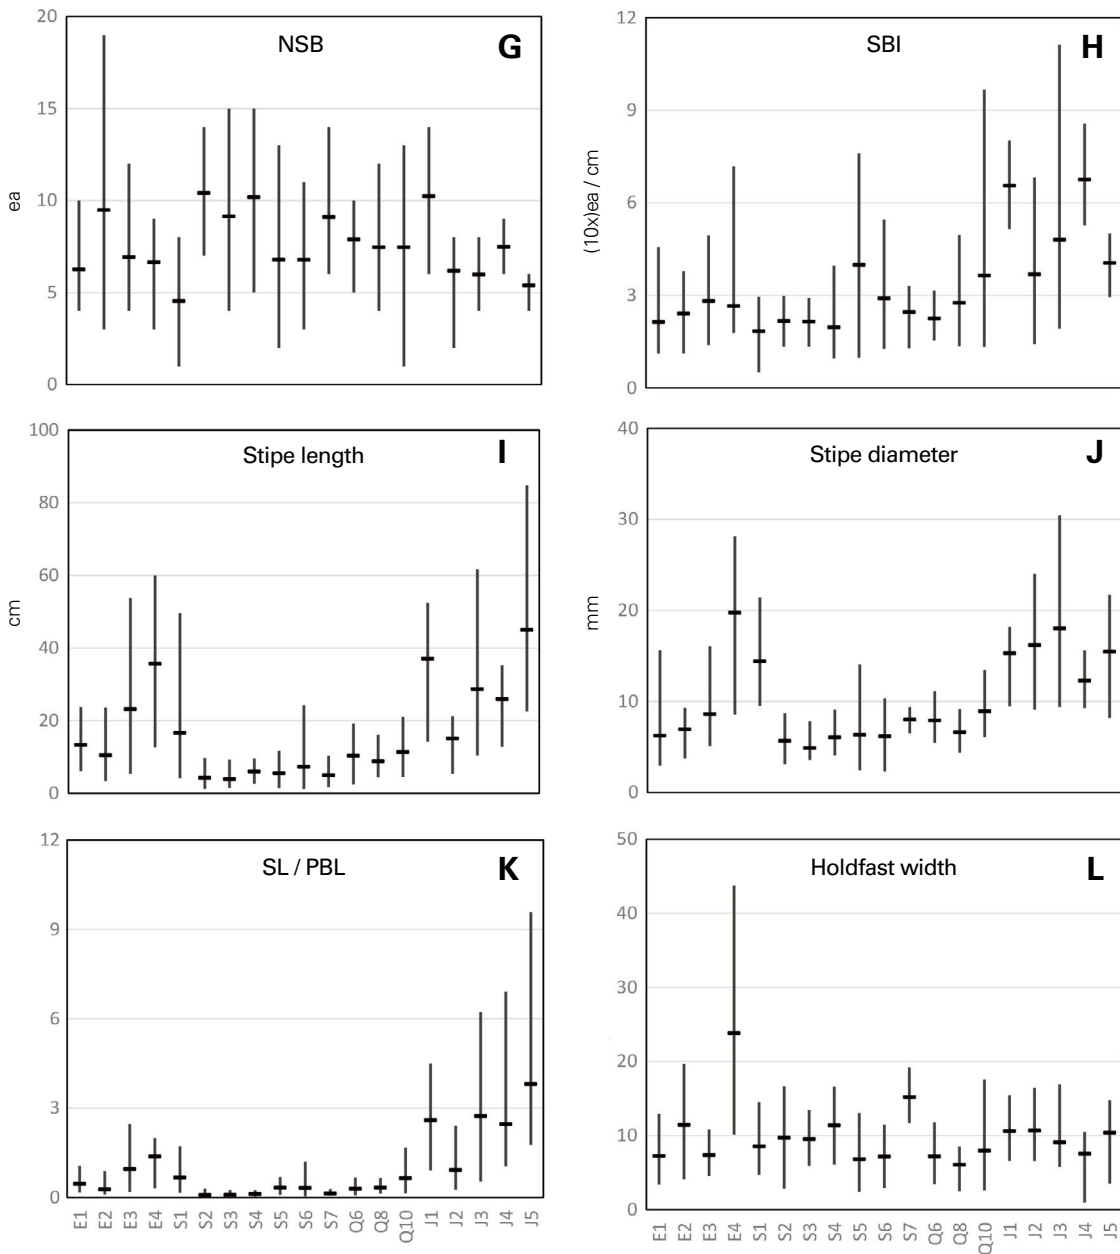 NSB G
20
15
10
5
0
ea
SBI H
12
9
6
3
0
(10x)ea / cm
Stipe length I
100
80
60
40
20
0
cm
Stipe diameter J
40
30
20
10
0
mm
SL / PBL K
12
9
6
3
0
E1 E2 E3 E4 S1 S2 S3 S4 S5 S6 S7 Q6 Q8 Q10 J1 J2 J3 J4 J5
Holdfast width L
50
40
30
20
10
0
E1 E2 E3 E4 S1 S2 S3 S4 S5 S6 S7 Q6 Q8 Q10 J1 J2 J3 J4 J5